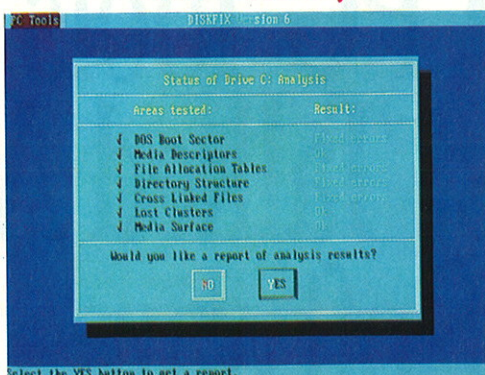 PC Tools DISKFIX Version 6
Status of Drive C: Analysis
Areas tested: Result:
√ DOS Boot Sector Fixed errors
√ Media Descriptors Ok
√ File Allocation Tables Fixed errors
√ Directory Structure Fixed errors
√ Cross Linked Files Fixed errors
√ Lost Clusters Ok
√ Media Surface Ok
Would you like a report of analysis results?
NO YES
Select the YES button to get a report.